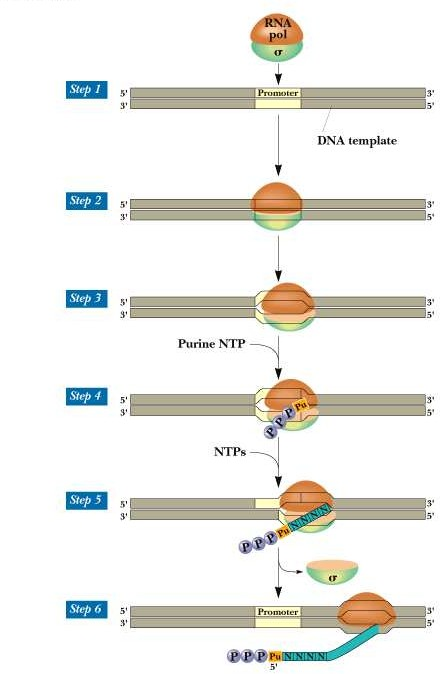 RNA
pol
σ
Step 1
5' Promoter 3'
3' 5'
DNA template
Step 2
5' 3'
3' 5'
Step 3
5' 3'
3' 5'
Purine NTP
Step 4
5' 3'
3' 5'
P P P Pu
NTPs
Step 5
5' 3'
3' 5'
P P P Pu N N N N
σ
Step 6
5' Promoter 3'
3' 5'
P P P Pu N N N N
5'